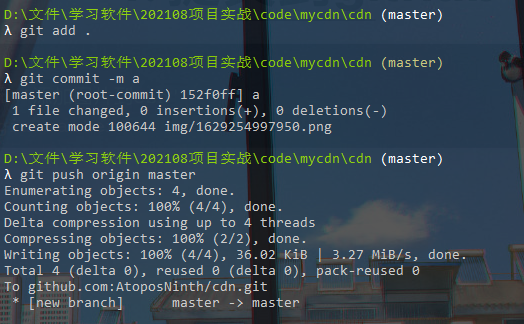 D:\文件\学习软件\202108项目实战\code\mycdn\cdn (master)
λ git add .
D:\文件\学习软件\202108项目实战\code\mycdn\cdn (master)
λ git commit -m a
[master (root-commit) 152f0ff] a
1 file changed, 0 insertions(+), 0 deletions(-)
create mode 100644 img/1629254997950.png
D:\文件\学习软件\202108项目实战\code\mycdn\cdn (master)
λ git push origin master
Enumerating objects: 4, done.
Counting objects: 100% (4/4), done.
Delta compression using up to 4 threads
Compressing objects: 100% (2/2), done.
Writing objects: 100% (4/4), 36.02 KiB | 3.27 MiB/s, done.
Total 4 (delta 0), reused 0 (delta 0), pack-reused 0
To github.com:AtoposNinth/cdn.git
* [new branch]      master -> master